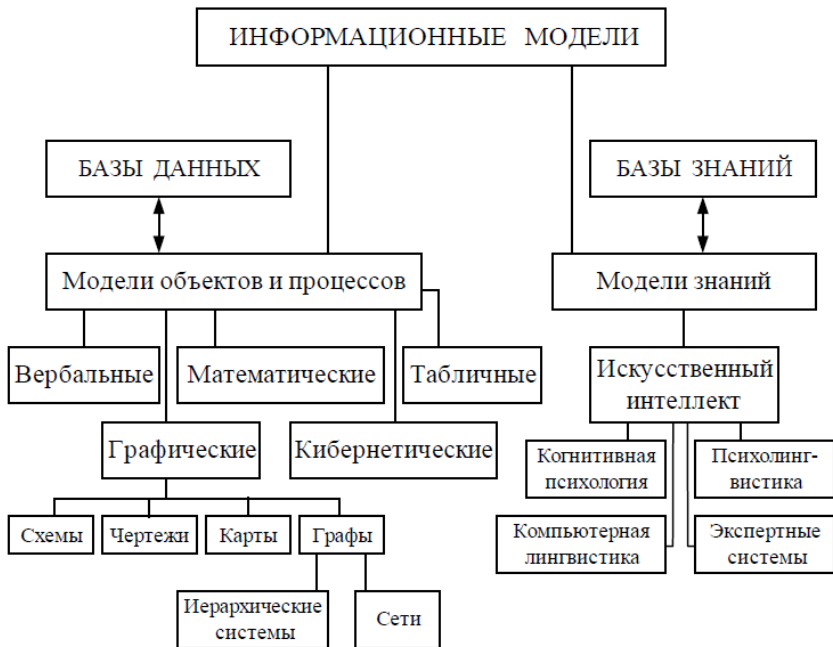 ИНФОРМАЦИОННЫЕ МОДЕЛИ
БАЗЫ ДАННЫХ
БАЗЫ ЗНАНИЙ
Модели объектов и процессов
Модели знаний
Вербальные
Математические
Табличные
Искусственный
интеллект
Графические
Кибернетические
Когнитивная
психология
Психолинг-
вистика
Схемы
Чертежи
Карты
Графы
Компьютерная
лингвистика
Экспертные
системы
Иерархические
системы
Сети